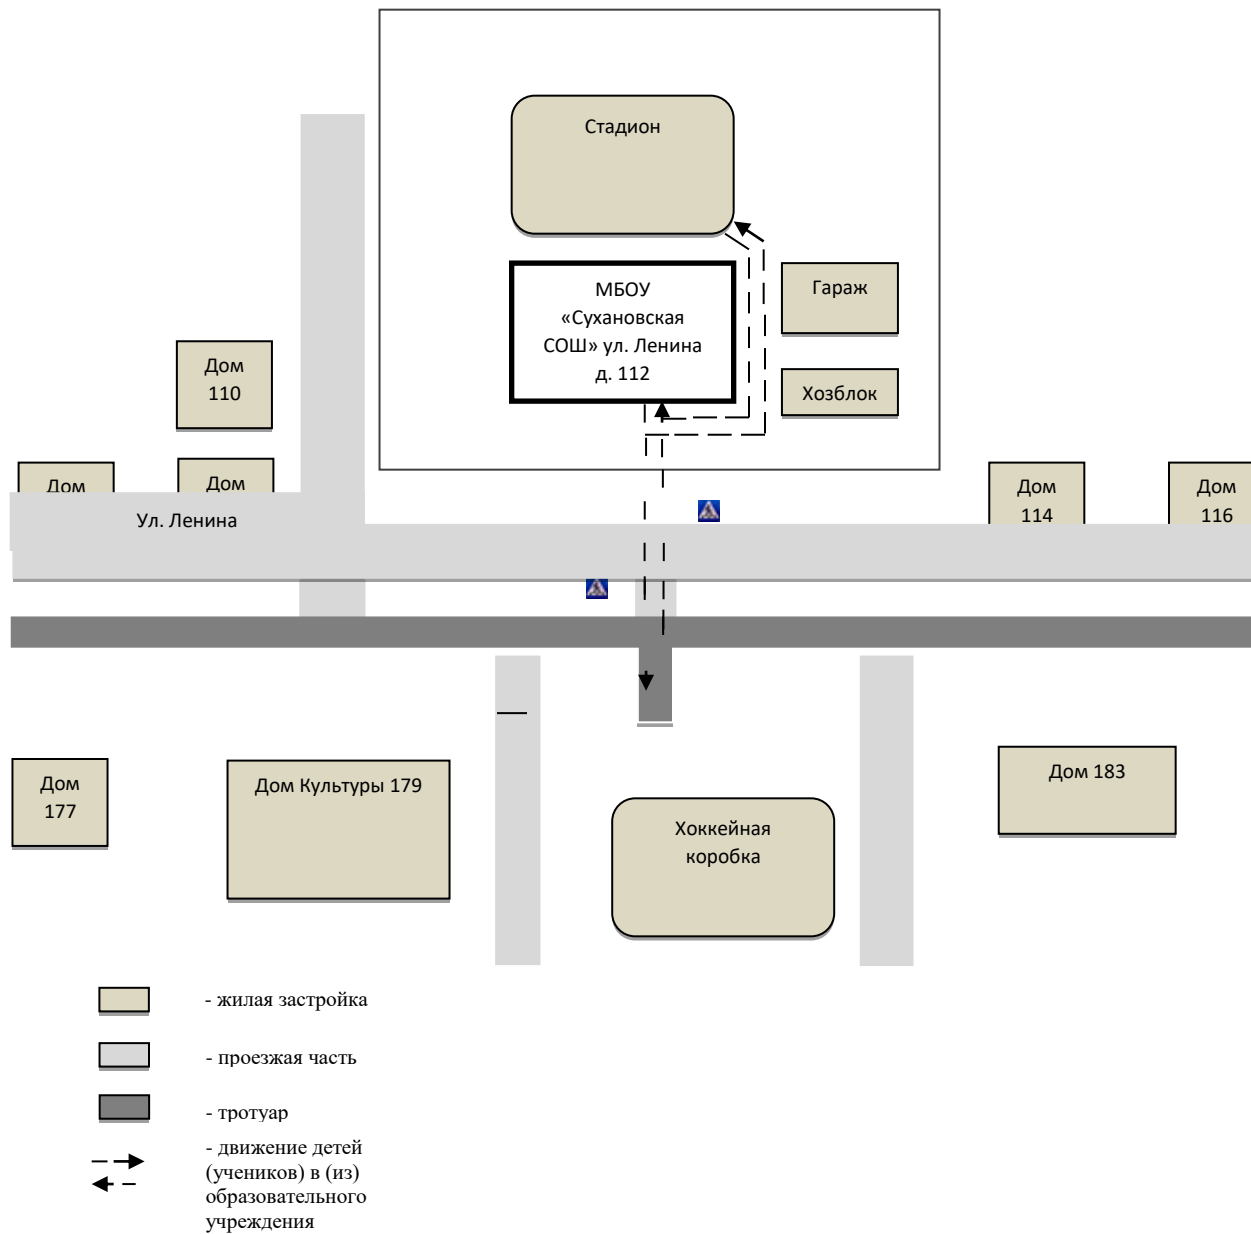 Стадион
МБОУ
«Сухановская
СОШ» ул. Ленина
д. 112
Гараж
Хозблок
Дом
110
Дом
Дом
Ул. Ленина
Дом
114
Дом
116
Дом
177
Дом Культуры 179
Хоккейная
коробка
Дом 183
- жилая застройка
- проезжая часть
- тротуар
- движение детей
(учеников) в (из)
образовательного
учреждения